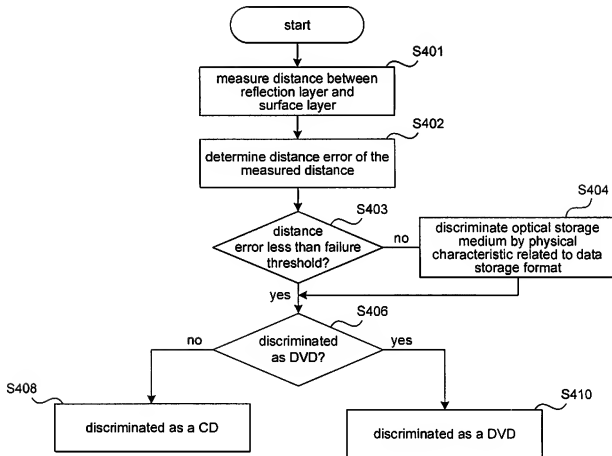 start
S401
measure distance between
reflection layer and
surface layer
S402
determine distance error of the
measured distance
S403
distance
error less than failure
threshold?
no
S404
discriminate optical storage
medium by physical
characteristic related to data
storage format
yes
S406
discriminated
as DVD?
no
yes
S408
discriminated as a CD
S410
discriminated as a DVD